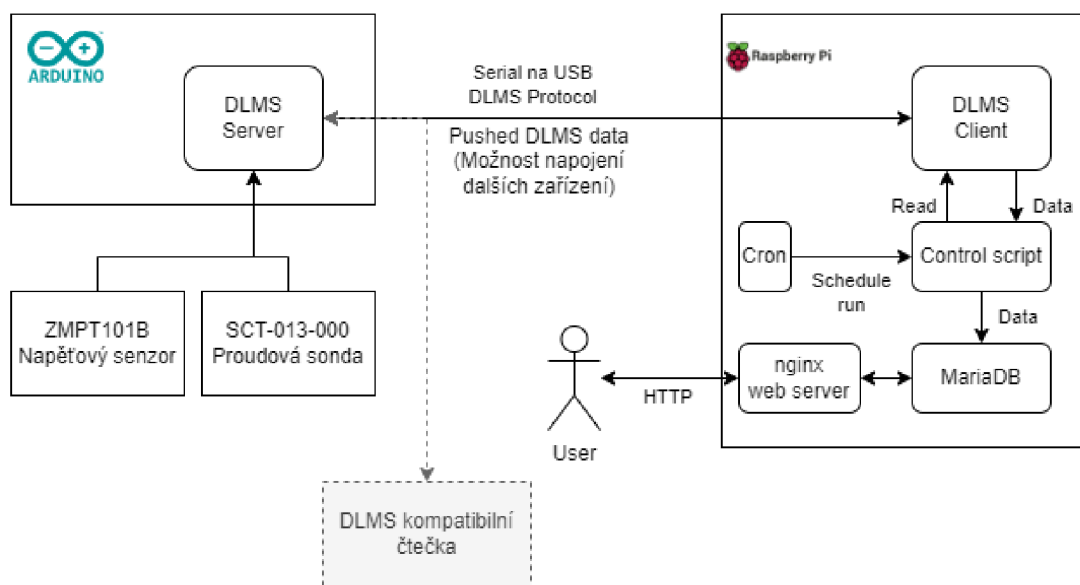 ARDUINO
DLMS
Server
Serial na USB
DLMS Protocol
Pushed DLMS data
(Možnost napojení
dalších zařízení)
Raspberry Pi
DLMS
Client
Read
Data
Cron
Schedule
run
Control script
Data
ZMPT101B
Napěťový senzor
SCT-013-000
Proudová sonda
User
HTTP
nginx
web server
MariaDB
DLMS kompatibilní
čtečka